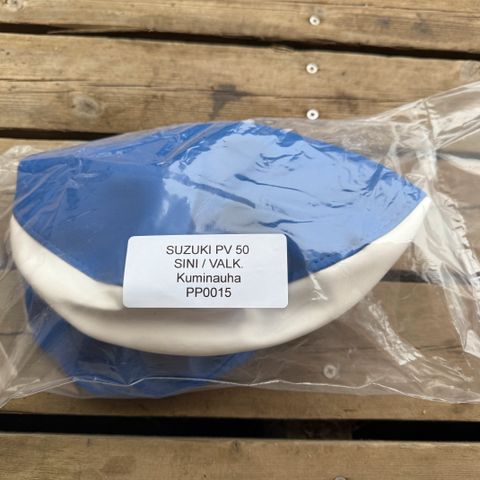 SUZUKI PV 50
SINI / VALK.
Kuminauha
PP0015